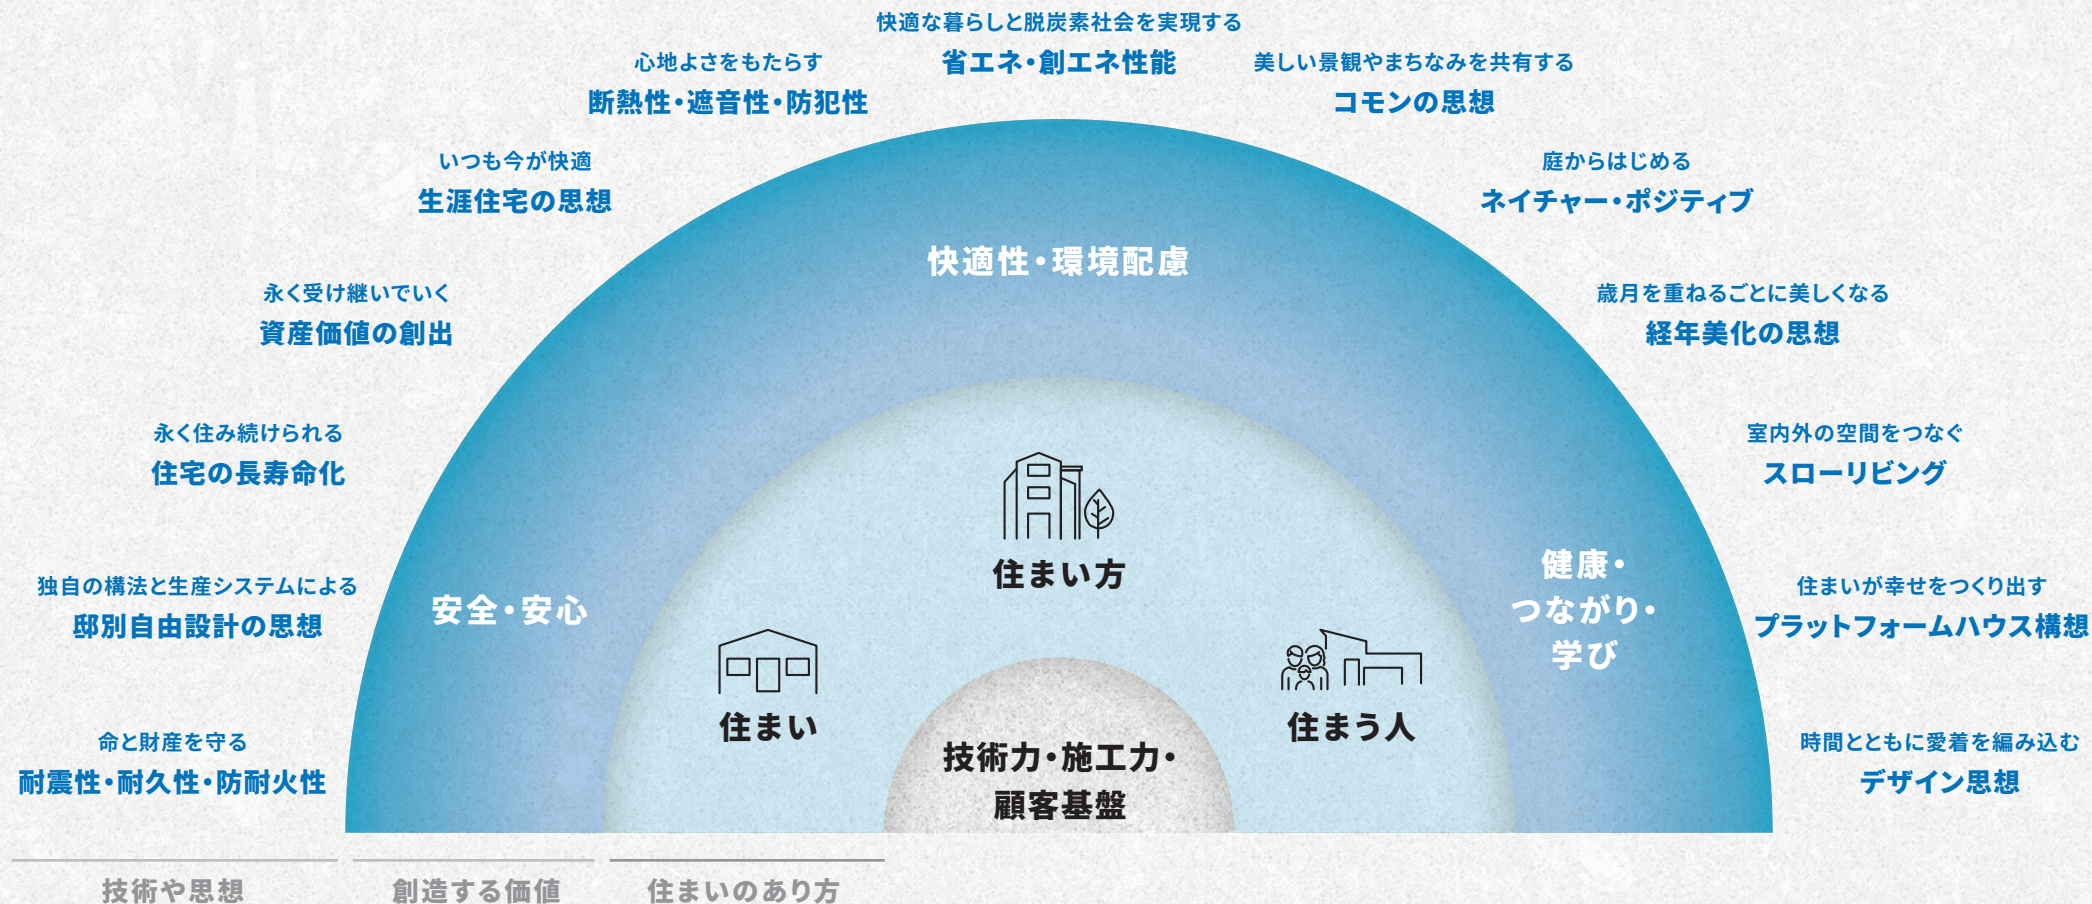 快適な暮らしと脱炭素社会を実現する
省エネ・創エネ性能
心地よさをもたらす
断熱性・遮音性・防犯性
美しい景観やまちなみを共有する
コモンの思想
いつも今が快適
生涯住宅の思想
庭からはじめる
ネイチャー・ポジティブ
永く受け継いでいく
資産価値の創出
歳月を重ねるごとに美しくなる
経年美化の思想
永く住み続けられる
住宅の長寿命化
室内外の空間をつなぐ
スローリビング
独自の構法と生産システムによる
邸別自由設計の思想
住まいが幸せをつくり出す
プラットフォームハウス構想
命と財産を守る
耐震性・耐久性・防耐火性
時間とともに愛着を編み込む
デザイン思想
快適性・環境配慮
安全・安心
健康・
つながり・
学び
住まい方
住まい
住まう人
技術力・施工力・
顧客基盤
技術や思想
創造する価値
住まいのあり方